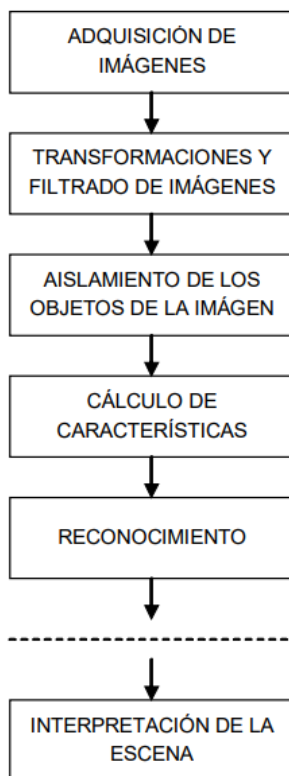 ADQUISICIÓN DE
IMÁGENES
TRANSFORMACIONES Y
FILTRADO DE IMÁGENES
AISLAMIENTO DE LOS
OBJETOS DE LA IMÁGEN
CÁLCULO DE
CARACTERÍSTÍCAS
RECONOCIMIENTO
INTERPRETACIÓN DE LA
ESCENA